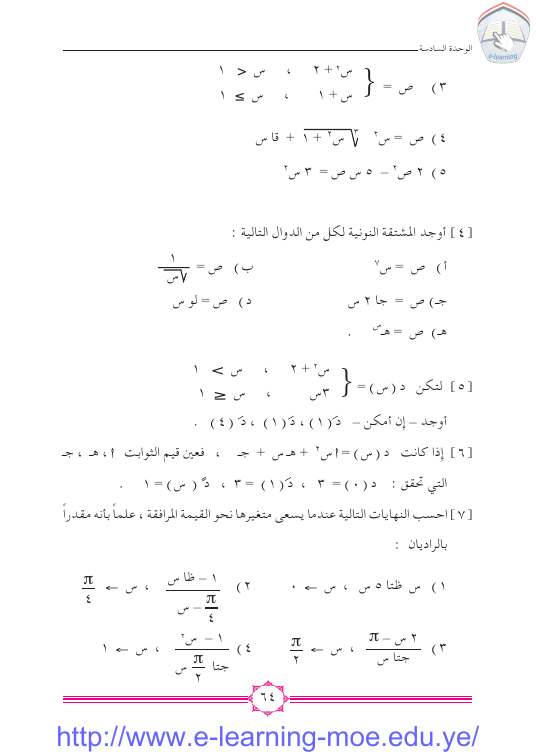 e-learning
الوحدة السادسة
٣) ص = { س٢ + ٢ ، س > ١
س + ١ ، س ≥ ١
٤) ص = س٢ ٣√(س٢ + ١) + قا س
٥) ٢ ص٢ – ٥ س ص = ٣ س٢
[٤] أوجد المشتقة النونية لكل من الدوال التالية :
أ) ص = س٧ ب) ص = ١/√س
جـ) ص = جا ٢ س د) ص = لو س
هـ) ص = هـس .
[٥] لتكن د(س) = { س٢ + ٢ ، س < ١
٣س ، س ≤ ١
أوجد – إن أمكن – دَ(١) ، دَ(١) ، دَ(٤) .
[٦] إذا كانت د(س) = أ س٢ + هـ س + جـ ، فعين قيم الثوابت أ ، هـ ، جـ
التي تحقق : د(٠) = ٣ ، دَ(١) = ٣ ، دً(س) = ١ .
[٧] احسب النهايات التالية عندما يسعى متغيرها نحو القيمة المرافقة ، علماً بأنه مقدراً
بالراديان :
١) س ظتا ٥ س ، س ← ٠ ٢) (١ – ظا س)/(π/٤ – س) ، س ← π/٤
٣) (٢ س – π)/(جتا س) ، س ← π/٢ ٤) (١ – س٢)/(جتا π/٢ س) ، س ← ١
٦٤
http://www.e-learning-moe.edu.ye/